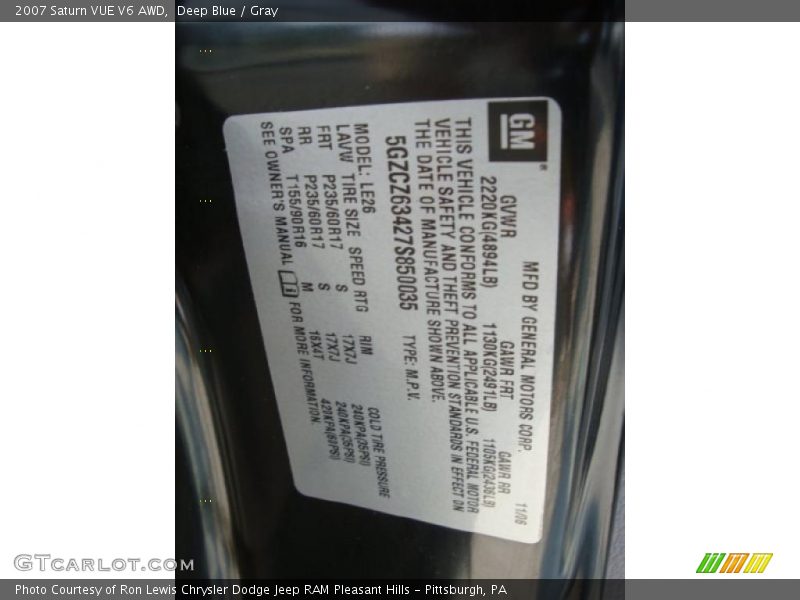 2007 Saturn VUE V6 AWD, Deep Blue / Gray
GM
MFD BY GENERAL MOTORS CORP. 11/06
GVWR GAWR FRT GAWR RR
2220KG(4894LB) 1130KG(2491LB) 1105KG(2436LB)
THIS VEHICLE CONFORMS TO ALL APPLICABLE U.S. FEDERAL MOTOR
VEHICLE SAFETY AND THEFT PREVENTION STANDARDS IN EFFECT ON
THE DATE OF MANUFACTURE SHOWN ABOVE.
5GZCZ63427S850035 TYPE: M.P.V.
MODEL: LE26 COLD TIRE PRESSURE
LAVW TIRE SIZE SPEED RTG RIM
FRT P235/60R17 S 17X7J 240KPA(35PSI)
RR P235/60R17 S 17X7J 240KPA(35PSI)
SPA T155/90R16 M 16X4T 420KPA(60PSI)
SEE OWNER'S MANUAL FOR MORE INFORMATION.
GTCARLOT.COM
Photo Courtesy of Ron Lewis Chrysler Dodge Jeep RAM Pleasant Hills - Pittsburgh, PA